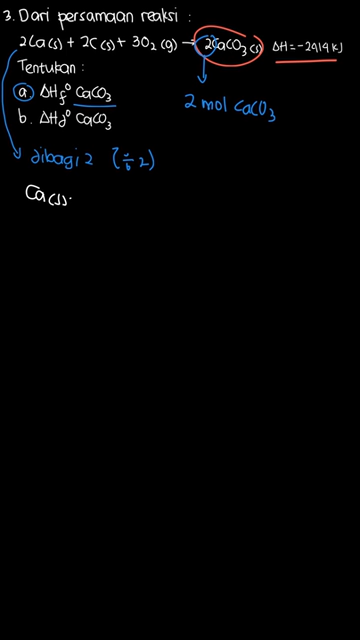 3. Dari persamaan reaksi :
2Ca(s) + 2C(s) + 3O₂(g) → 2CaCO₃(s) ΔH = -2414 kJ
Tentukan :
a. ΔHf° CaCO₃
b. ΔHd° CaCO₃
2 mol CaCO₃
dibagi 2 (÷ 2)
Ca(s)